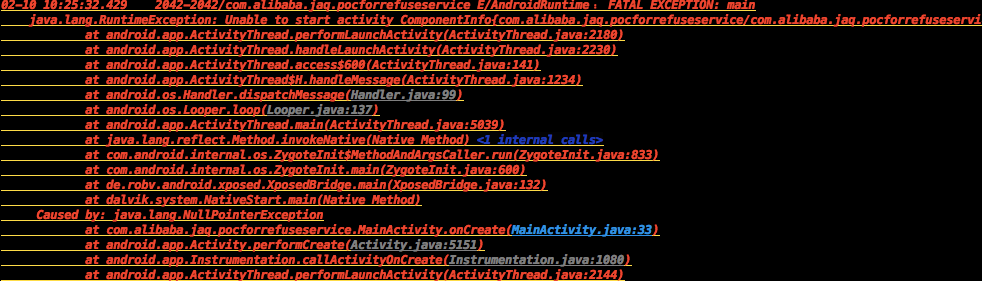 02-10 10:25:32.429 2042-2042/com.alibaba.jaq.pocforrefuseservice E/AndroidRuntime: FATAL EXCEPTION: main
java.lang.RuntimeException: Unable to start activity ComponentInfo{com.alibaba.jaq.pocforrefuseservice/com.alibaba.jaq.pocforrefuseservi
at android.app.ActivityThread.performLaunchActivity(ActivityThread.java:2180)
at android.app.ActivityThread.handleLaunchActivity(ActivityThread.java:2230)
at android.app.ActivityThread.access$600(ActivityThread.java:141)
at android.app.ActivityThread$H.handleMessage(ActivityThread.java:1234)
at android.os.Handler.dispatchMessage(Handler.java:99)
at android.os.Looper.loop(Looper.java:137)
at android.app.ActivityThread.main(ActivityThread.java:5039)
at java.lang.reflect.Method.invokeNative(Native Method) <1 internal calls>
at com.android.internal.os.ZygoteInit$MethodAndArgsCaller.run(ZygoteInit.java:833)
at com.android.internal.os.ZygoteInit.main(ZygoteInit.java:600)
at de.robv.android.xposed.XposedBridge.main(XposedBridge.java:132)
at dalvik.system.NativeStart.main(Native Method)
Caused by: java.lang.NullPointerException
at com.alibaba.jaq.pocforrefuseservice.MainActivity.onCreate(MainActivity.java:33)
at android.app.Activity.performCreate(Activity.java:5151)
at android.app.Instrumentation.callActivityOnCreate(Instrumentation.java:1080)
at android.app.ActivityThread.performLaunchActivity(ActivityThread.java:2144)